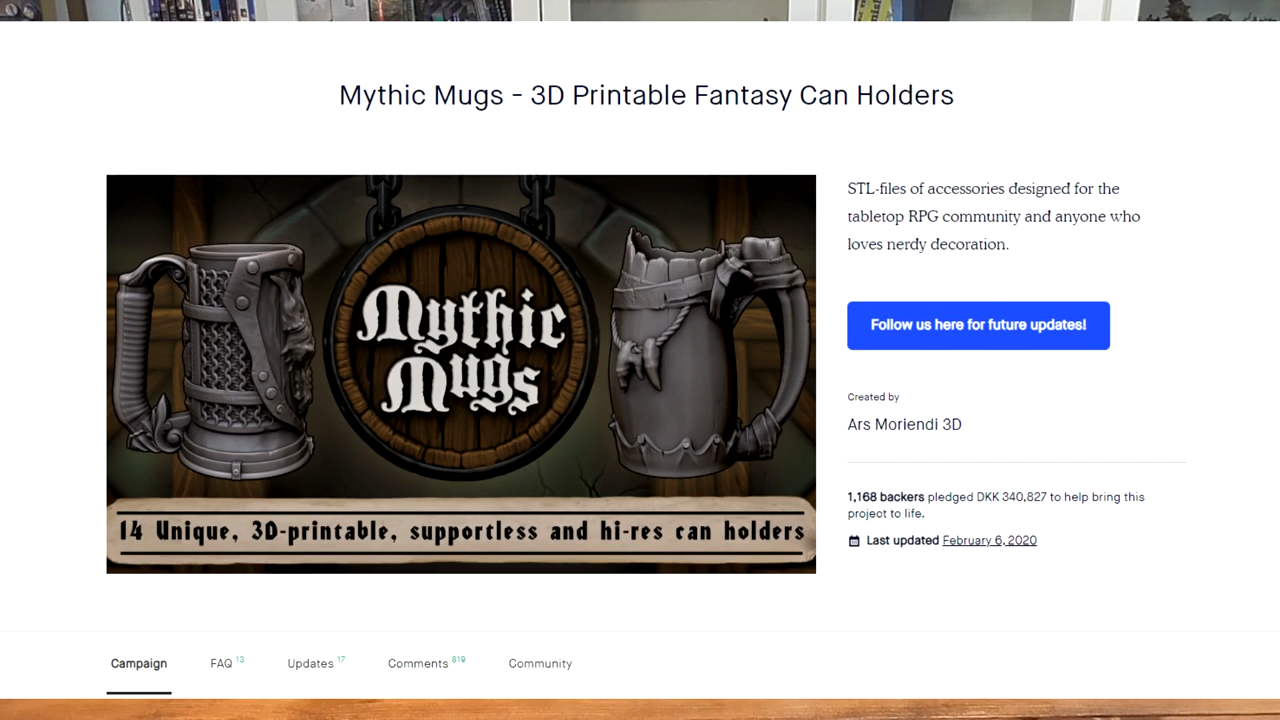 Mythic Mugs - 3D Printable Fantasy Can Holders
Mythic
Mugs
14 Unique, 3D-printable, supportless and hi-res can holders
STL-files of accessories designed for the
tabletop RPG community and anyone who
loves nerdy decoration.
Follow us here for future updates!
Created by
Ars Moriendi 3D
1,168 backers pledged DKK 340,827 to help bring this
project to life.
Last updated February 6, 2020
Campaign FAQ 13 Updates 17 Comments 819 Community